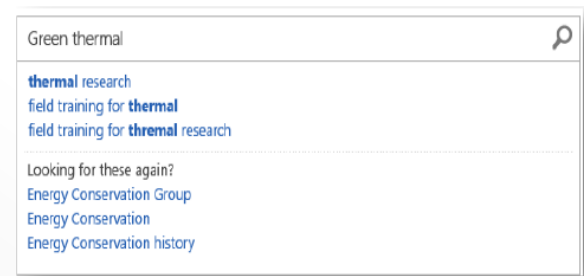 Green thermal
thermal research
field training for thermal
field training for thremal research
Looking for these again?
Energy Conservation Group
Energy Conservation
Energy Conservation history